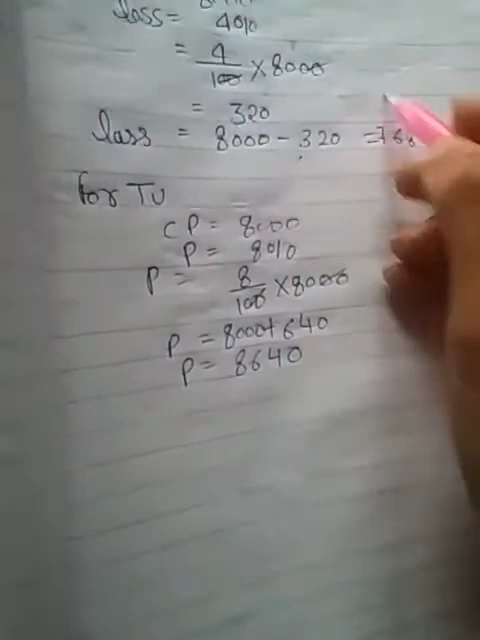 loss =
4%
= 4/100 × 8000
= 320
loss = 8000 - 320 = 768
For TV
CP = 8000
P = 8%
P = 8/100 × 8000
P = 8000 + 640
P = 8640